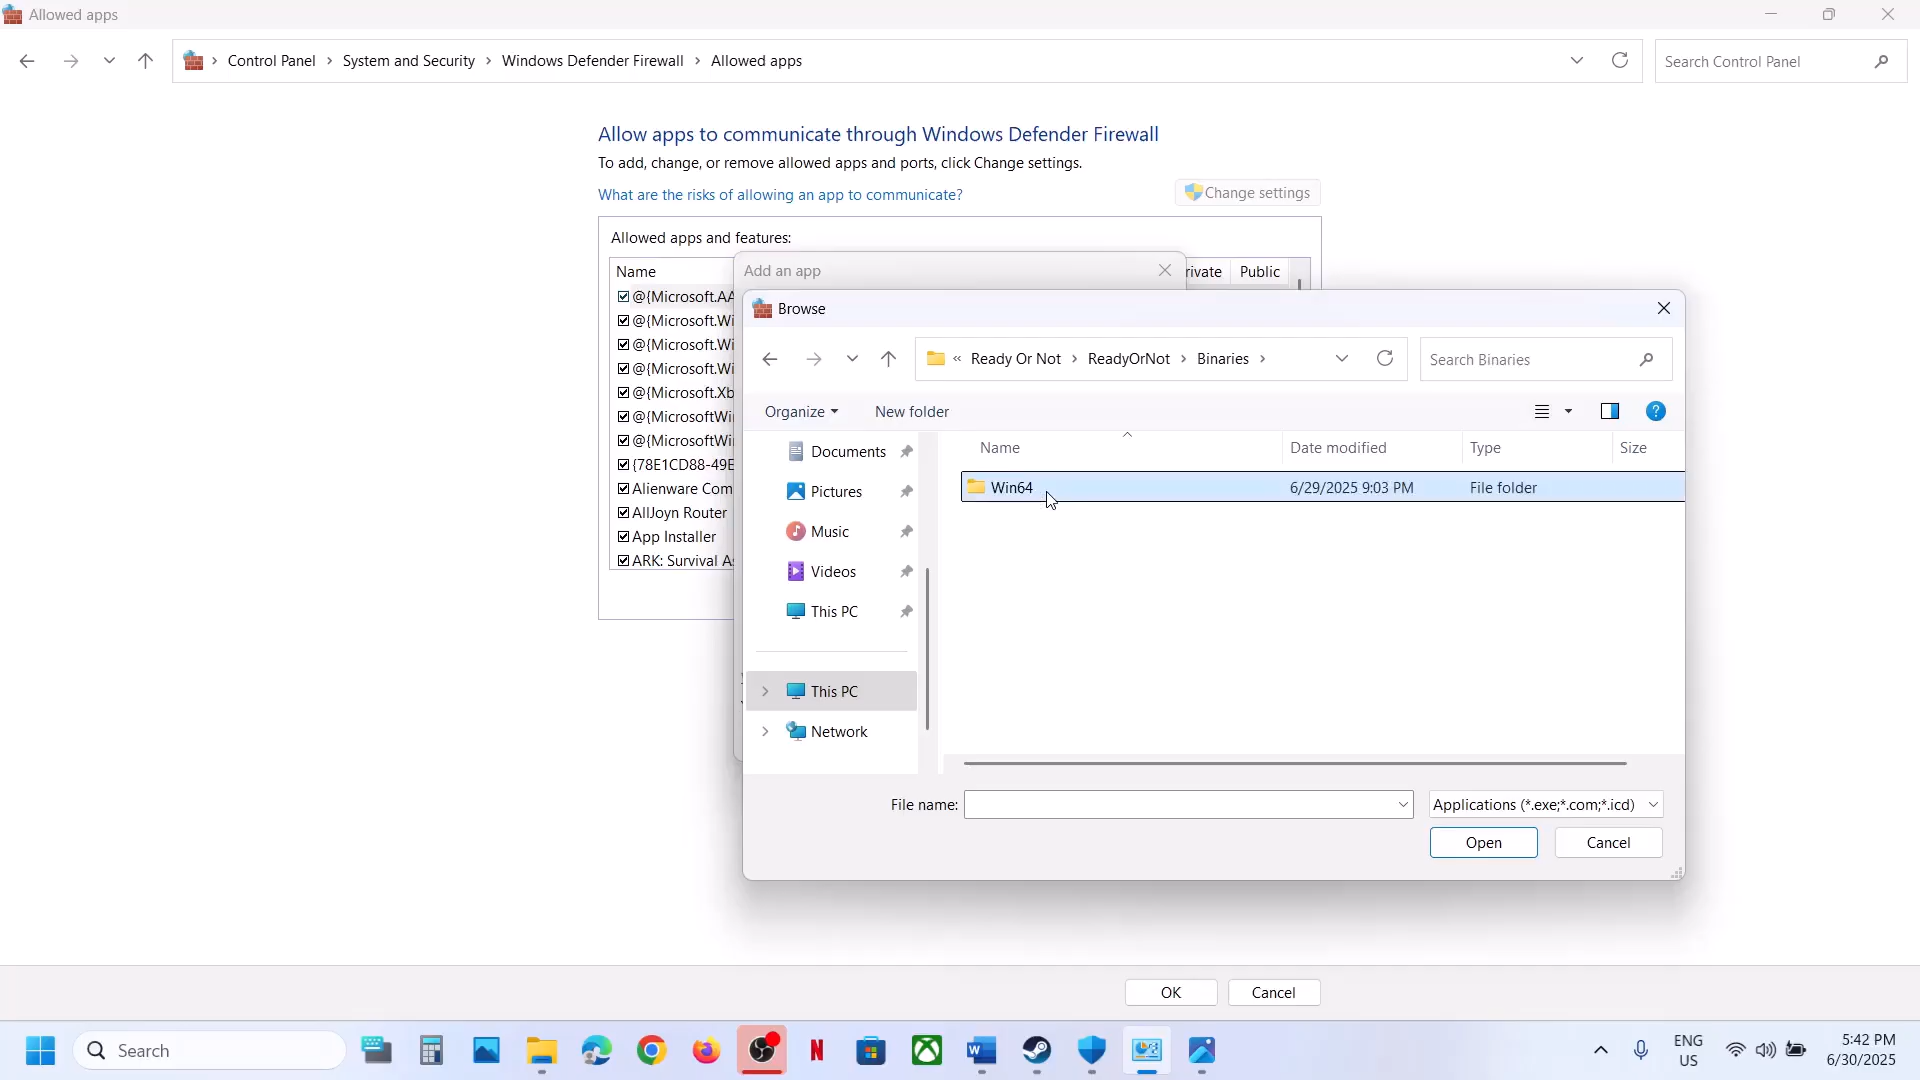 Allowed apps
Control Panel > System and Security > Windows Defender Firewall > Allowed apps
Search Control Panel
Allow apps to communicate through Windows Defender Firewall
To add, change, or remove allowed apps and ports, click Change settings.
What are the risks of allowing an app to communicate?
Change settings
Allowed apps and features:
Name
rivate
Public
@{Microsoft.AA
@{Microsoft.Wi
@{Microsoft.Wi
@{Microsoft.Wi
@{Microsoft.Xb
@{MicrosoftWi
@{MicrosoftWi
{78E1CD88-49E
Alienware Com
AllJoyn Router
App Installer
ARK: Survival As
Add an app
Browse
« Ready Or Not > ReadyOrNot > Binaries >
Search Binaries
Organize
New folder
Documents
Pictures
Music
Videos
This PC
This PC
Network
Name
Date modified
Type
Size
Win64
6/29/2025 9:03 PM
File folder
File name:
Applications (*.exe;*.com;*.icd)
Open
Cancel
OK
Cancel
Search
ENG
US
5:42 PM
6/30/2025